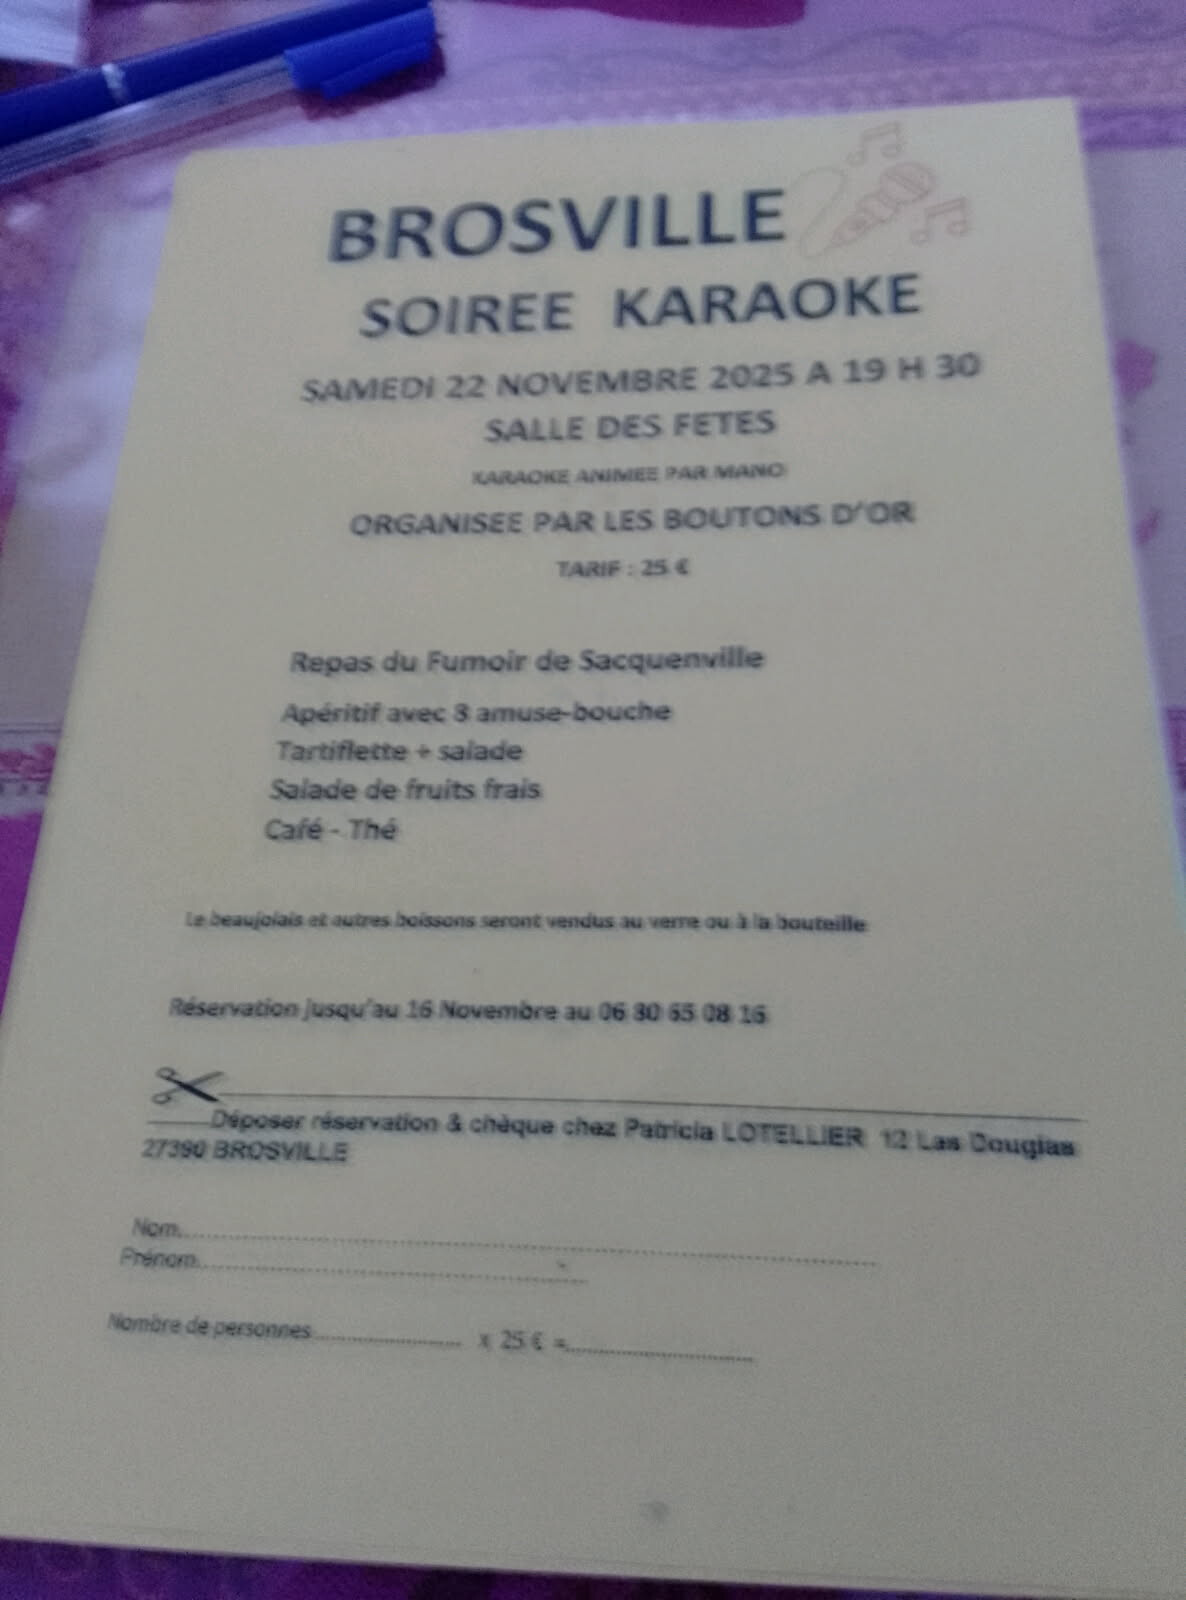 BROSVILLE
SOIREE KARAOKE
SAMEDI 22 NOVEMBRE 2025 A 19 H 30
SALLE DES FETES
KARAOKE ANIMEE PAR MANO
ORGANISEE PAR LES BOUTONS D'OR
TARIF : 25 €
Repas du Fumoir de Sacquenville
Apéritif avec 3 amuse-bouche
Tartiflette + salade
Salade de fruits frais
Café - Thé
Le beaujolais et autres boissons seront vendus au verre ou à la bouteille
Réservation jusqu'au 16 Novembre au 06 80 65 08 16
Déposer réservation & chèque chez Patricia LOTELLIER 12 Las Douglas
27390 BROSVILLE
Nom
Prénom
Nombre de personnes x 25 € =